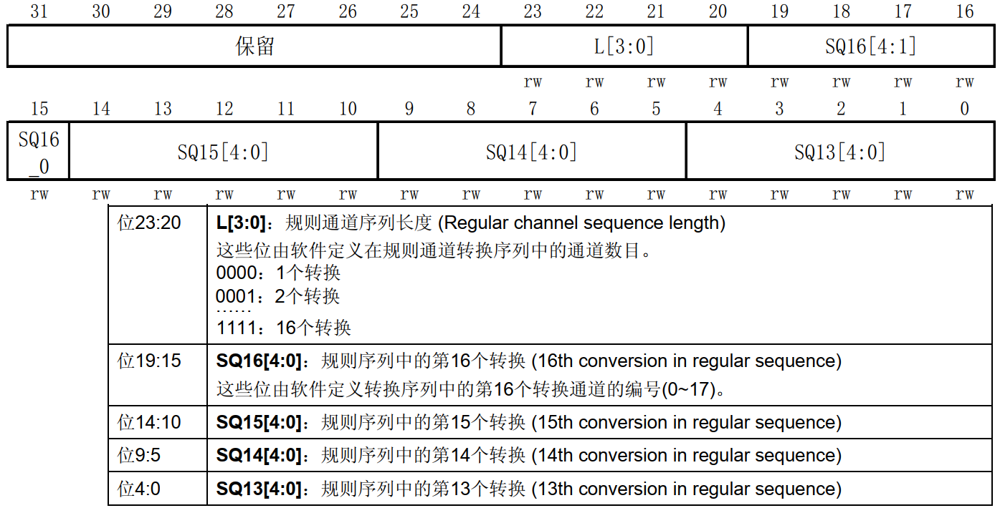 31 30 29 28 27 26 25 24 23 22 21 20 19 18 17 16
保留 L[3:0] SQ16[4:1]
rw rw rw rw rw rw rw rw
15 14 13 12 11 10 9 8 7 6 5 4 3 2 1 0
SQ16
_0 SQ15[4:0] SQ14[4:0] SQ13[4:0]
rw rw rw rw rw rw rw rw rw rw rw rw rw rw rw rw
位23:20 L[3:0]：规则通道序列长度 (Regular channel sequence length)
这些位由软件定义在规则通道转换序列中的通道数目。
0000：1个转换
0001：2个转换
……
1111：16个转换
位19:15 SQ16[4:0]：规则序列中的第16个转换 (16th conversion in regular sequence)
这些位由软件定义转换序列中的第16个转换通道的编号(0~17)。
位14:10 SQ15[4:0]：规则序列中的第15个转换 (15th conversion in regular sequence)
位9:5 SQ14[4:0]：规则序列中的第14个转换 (14th conversion in regular sequence)
位4:0 SQ13[4:0]：规则序列中的第13个转换 (13th conversion in regular sequence)